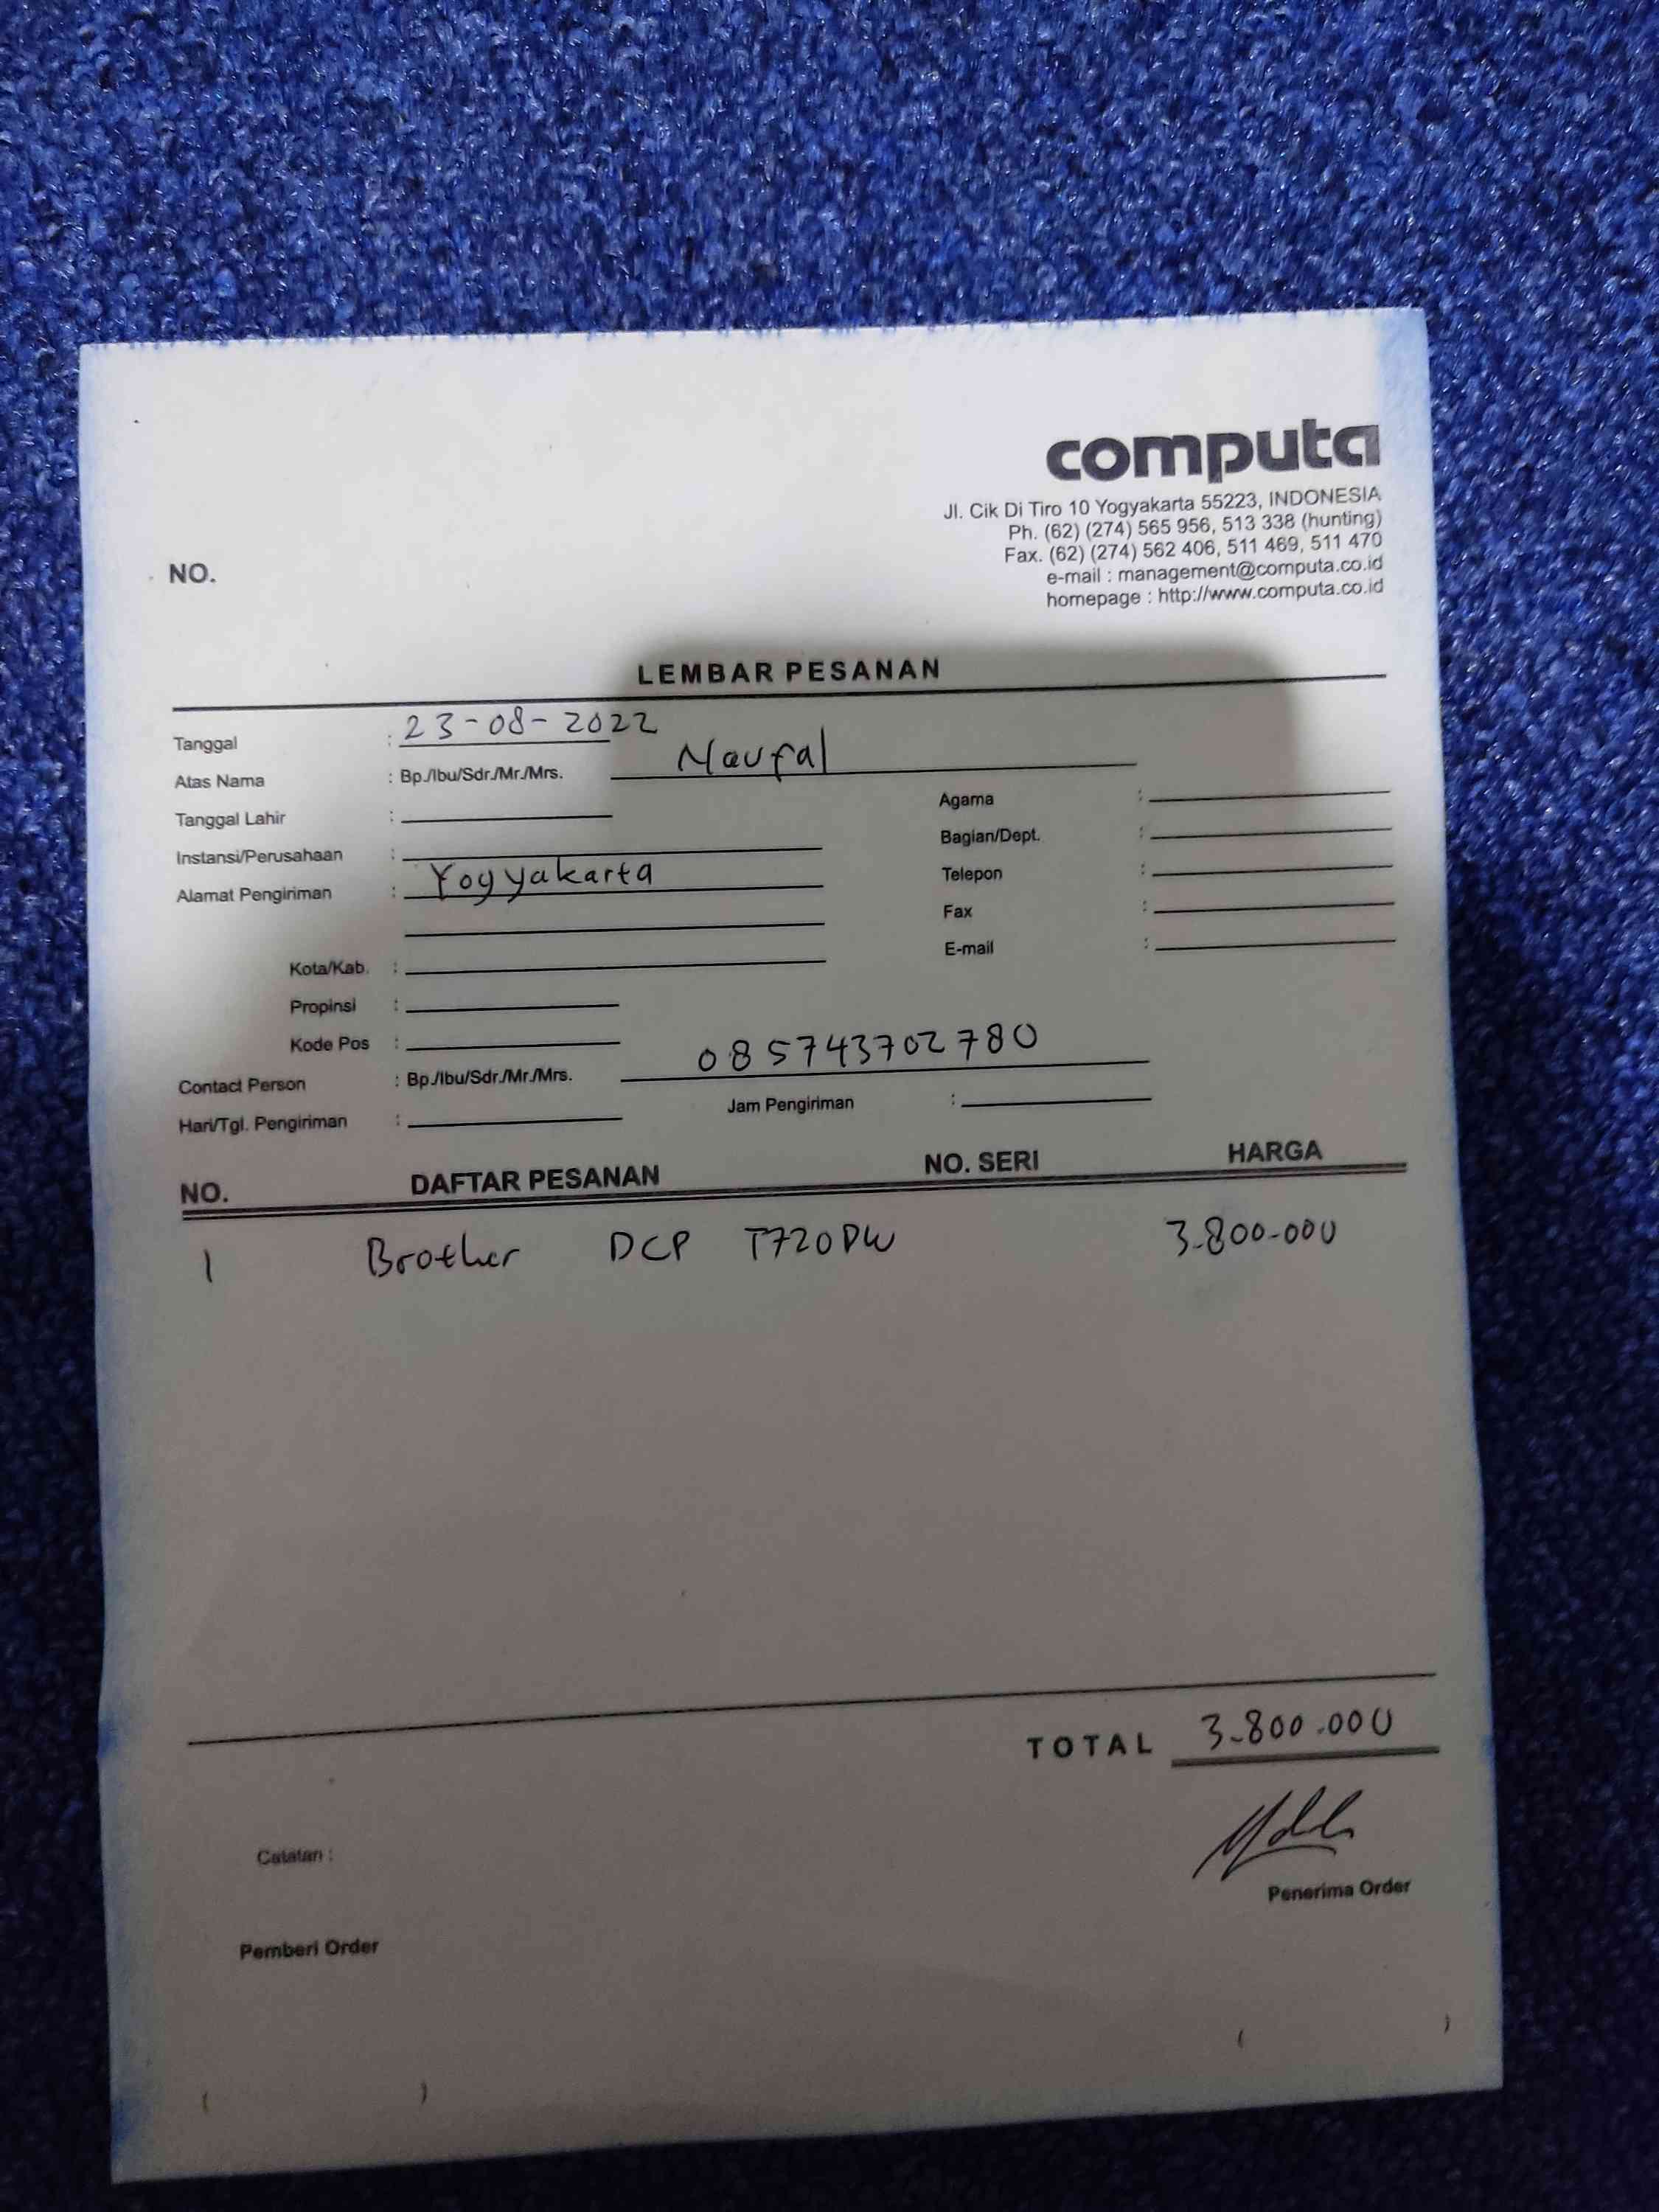 computa
Jl. Cik Di Tiro 10 Yogyakarta 55223, INDONESIA
Ph. (62) (274) 565 956, 513 338 (hunting)
Fax. (62) (274) 562 406, 511 469, 511 470
e-mail : management@computa.co.id
homepage : http://www.computa.co.id
NO.
LEMBAR PESANAN
Tanggal : 23-08-2022
Atas Nama : Bp./Ibu/Sdr./Mr./Mrs. Naufal
Tanggal Lahir : Agama :
Instansi/Perusahaan : Bagian/Dept. :
Alamat Pengiriman : Yogyakarta Telepon :
Fax :
Kota/Kab. : E-mail :
Propinsi :
Kode Pos :
Contact Person : Bp./Ibu/Sdr./Mr./Mrs. 085743702780
Hari/Tgl. Pengiriman : Jam Pengiriman :
NO. DAFTAR PESANAN NO. SERI HARGA
1 Brother DCP T720DW 3.800.000
TOTAL 3.800.000
Catatan :
Penerima Order
Pemberi Order
( )
( )